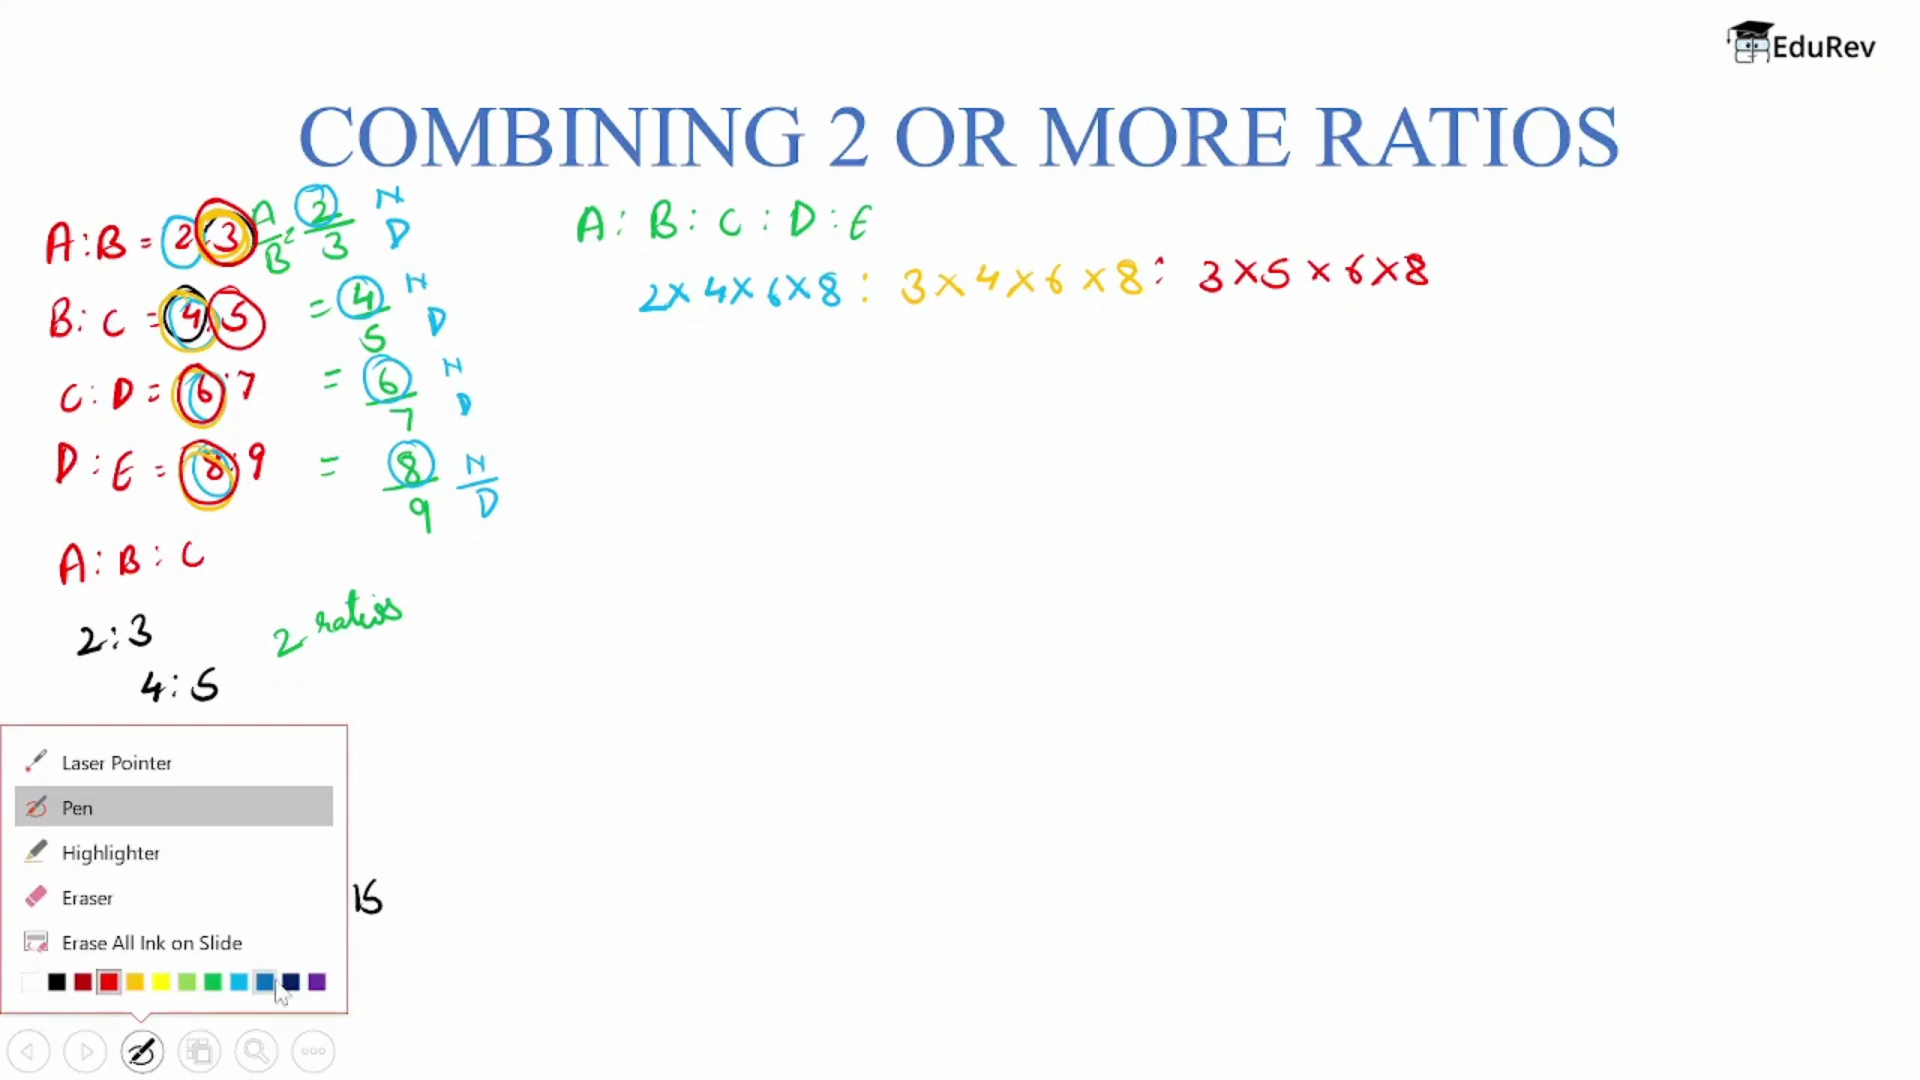 EduRev
COMBINING 2 OR MORE RATIOS
A:B = 2:3 A/B = 2/3 N D
B:C = 4:5 = 4/5 N D
C:D = 6:7 = 6/7 N D
D:E = 8:9 = 8/9 N/D
A:B:C
2:3
4:5
2 ratios
A:B:C:D:E
2×4×6×8 : 3×4×6×8 : 3×5×6×8
15
Laser Pointer
Pen
Highlighter
Eraser
Erase All Ink on Slide